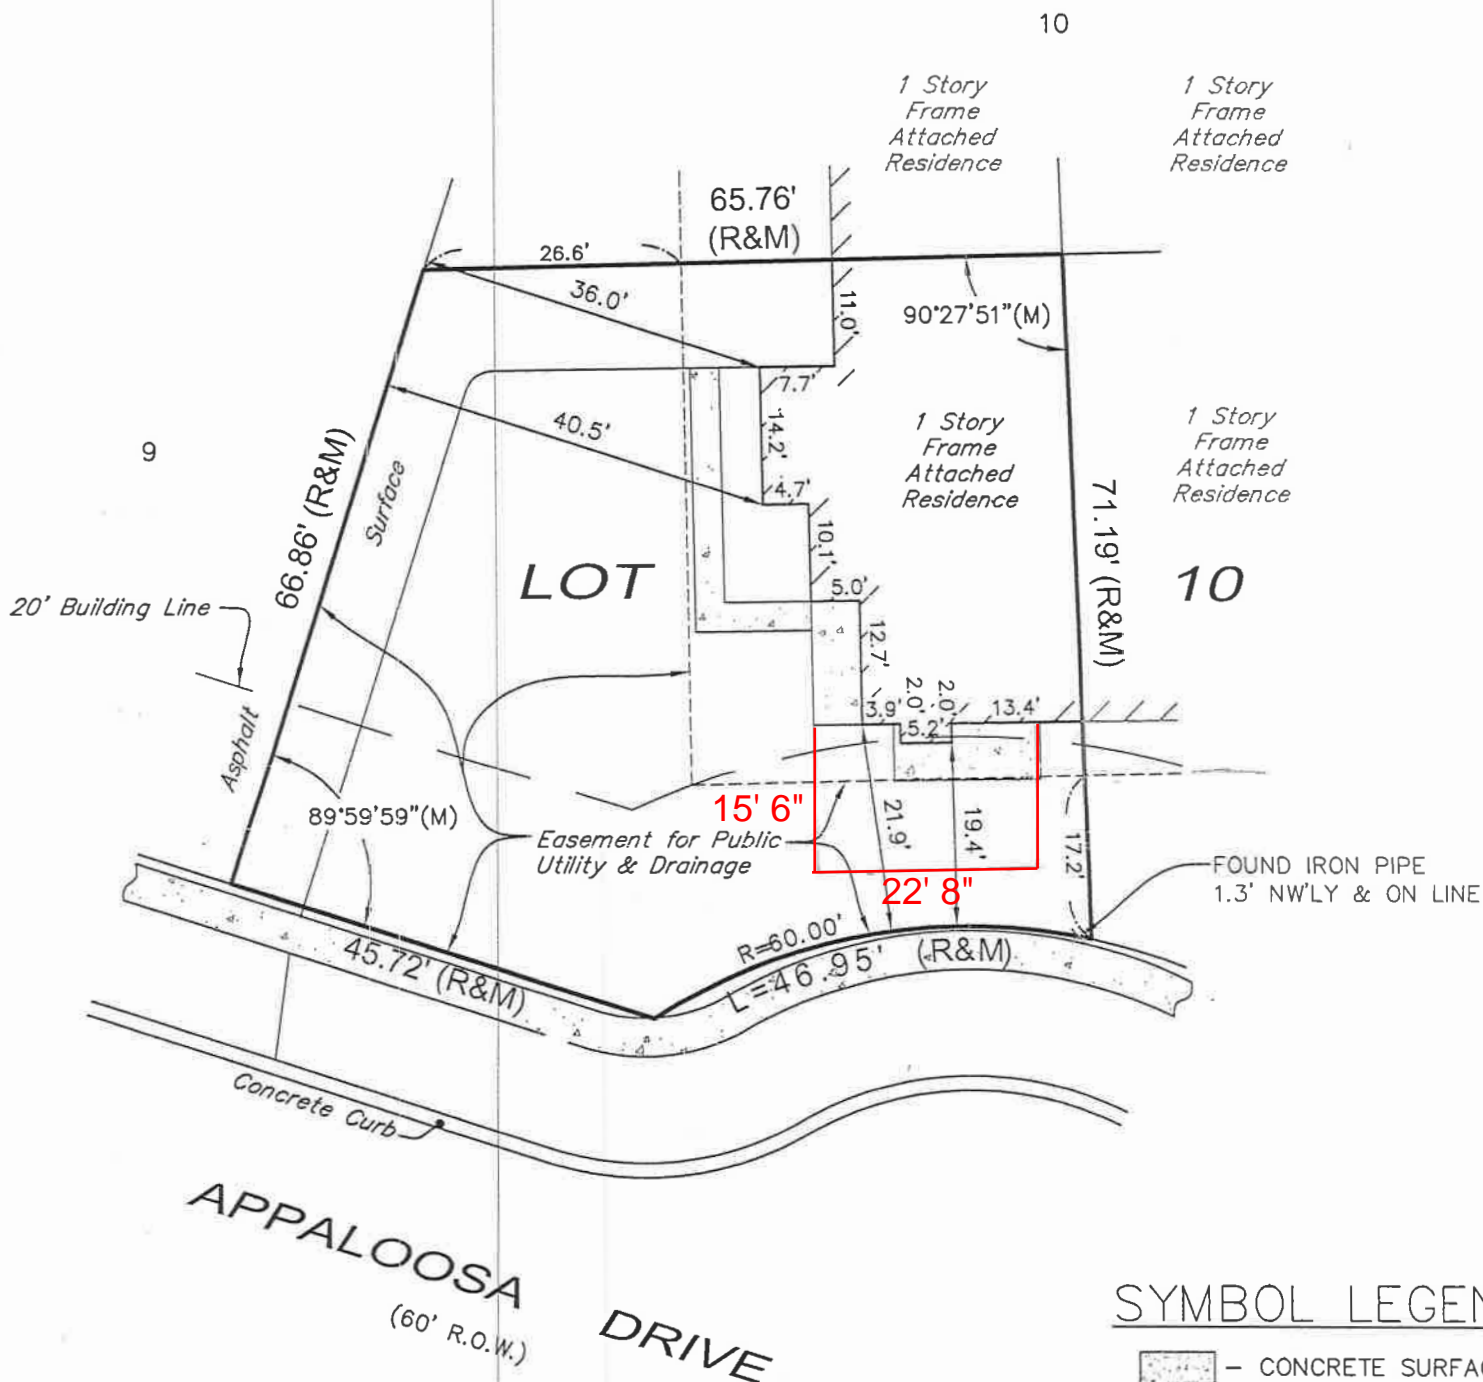 10
1 Story
Frame
Attached
Residence
1 Story
Frame
Attached
Residence
65.76'
(R&M)
26.6'
36.0'
11.0'
90°27'51"(M)
7.7'
14.2'
40.5'
4.7'
1 Story
Frame
Attached
Residence
1 Story
Frame
Attached
Residence
9
66.86' (R&M)
Surface
10.1'
71.19' (R&M)
LOT
10
5.0'
20' Building Line
12.7'
2.0'
2.0'
3.9'
5.2'
13.4'
Asphalt
89°59'59"(M)
15' 6"
21.9'
19.4'
17.2'
Easement for Public
Utility & Drainage
22' 8"
FOUND IRON PIPE
1.3' NW'LY & ON LINE
R=60.00'
L=46.95' (R&M)
45.72' (R&M)
Concrete Curb
APPALOOSA DRIVE
(60' R.O.W.)
SYMBOL LEGEN
- CONCRETE SURFAC